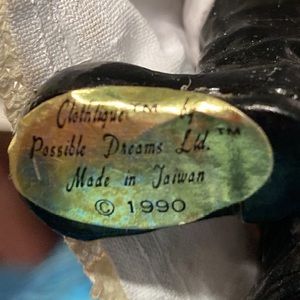 Clothtique™ by
Possible Dreams Ltd.™
Made in Taiwan
© 1990